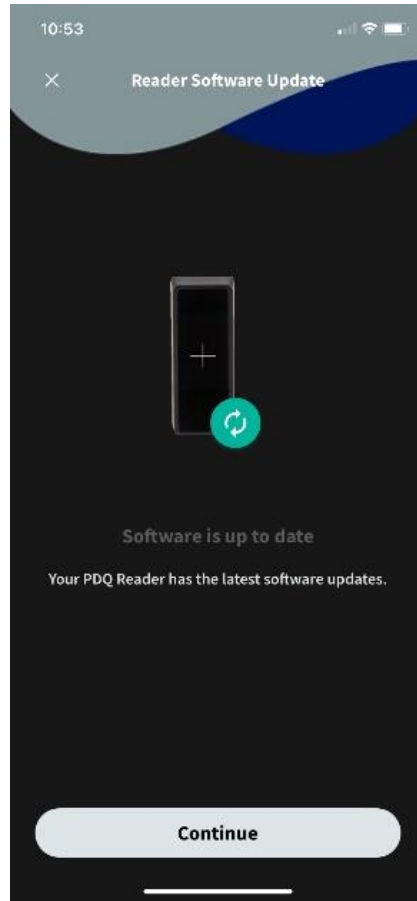 10:53
Reader Software Update
Software is up to date
Your PDQ Reader has the latest software updates.
Continue